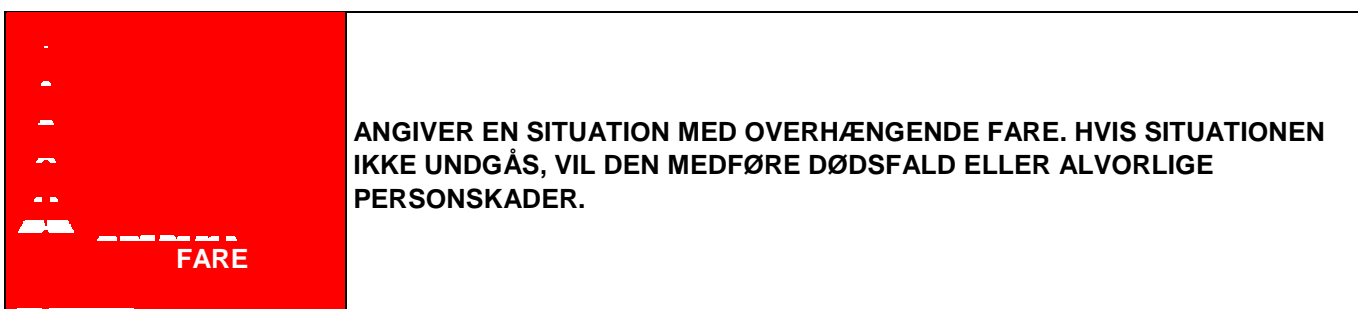 FARE
ANGIVER EN SITUATION MED OVERHÆNGENDE FARE. HVIS SITUATIONEN
IKKE UNDGÅS, VIL DEN MEDFØRE DØDSFALD ELLER ALVORLIGE
PERSONSKADER.